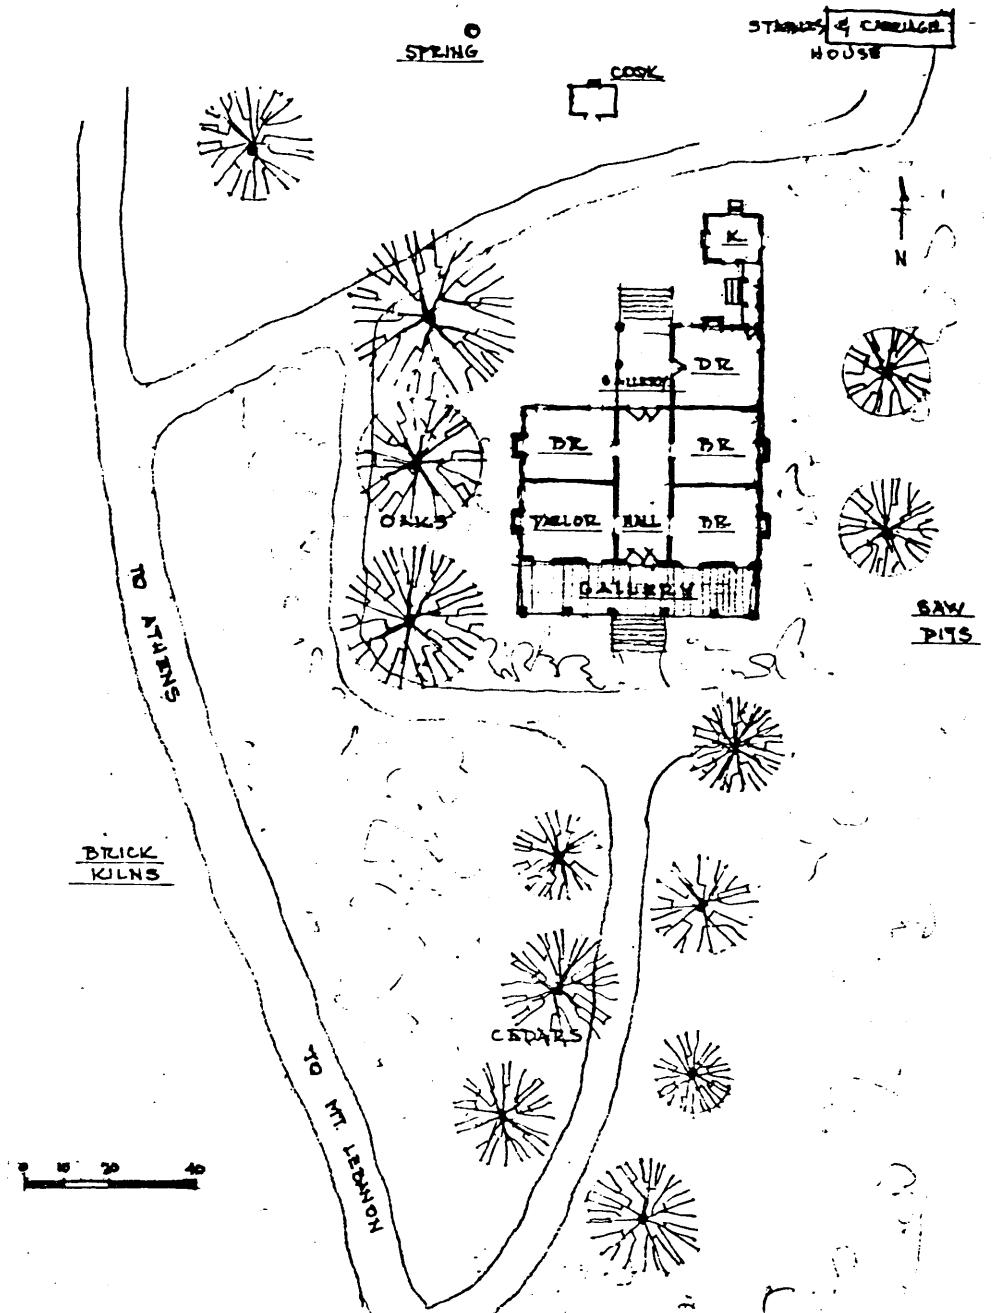 STABLES & CARRIAGE
HOUSE
SPRING
COOK
K
N
DR
GALLERY
BR
BR
OAKS
PARLOR
HALL
BR
GALLERY
SAW
PITS
TO ATHENS
BRICK
KILNS
CEDARS
TO MT. LEBANON
0 10 20 40